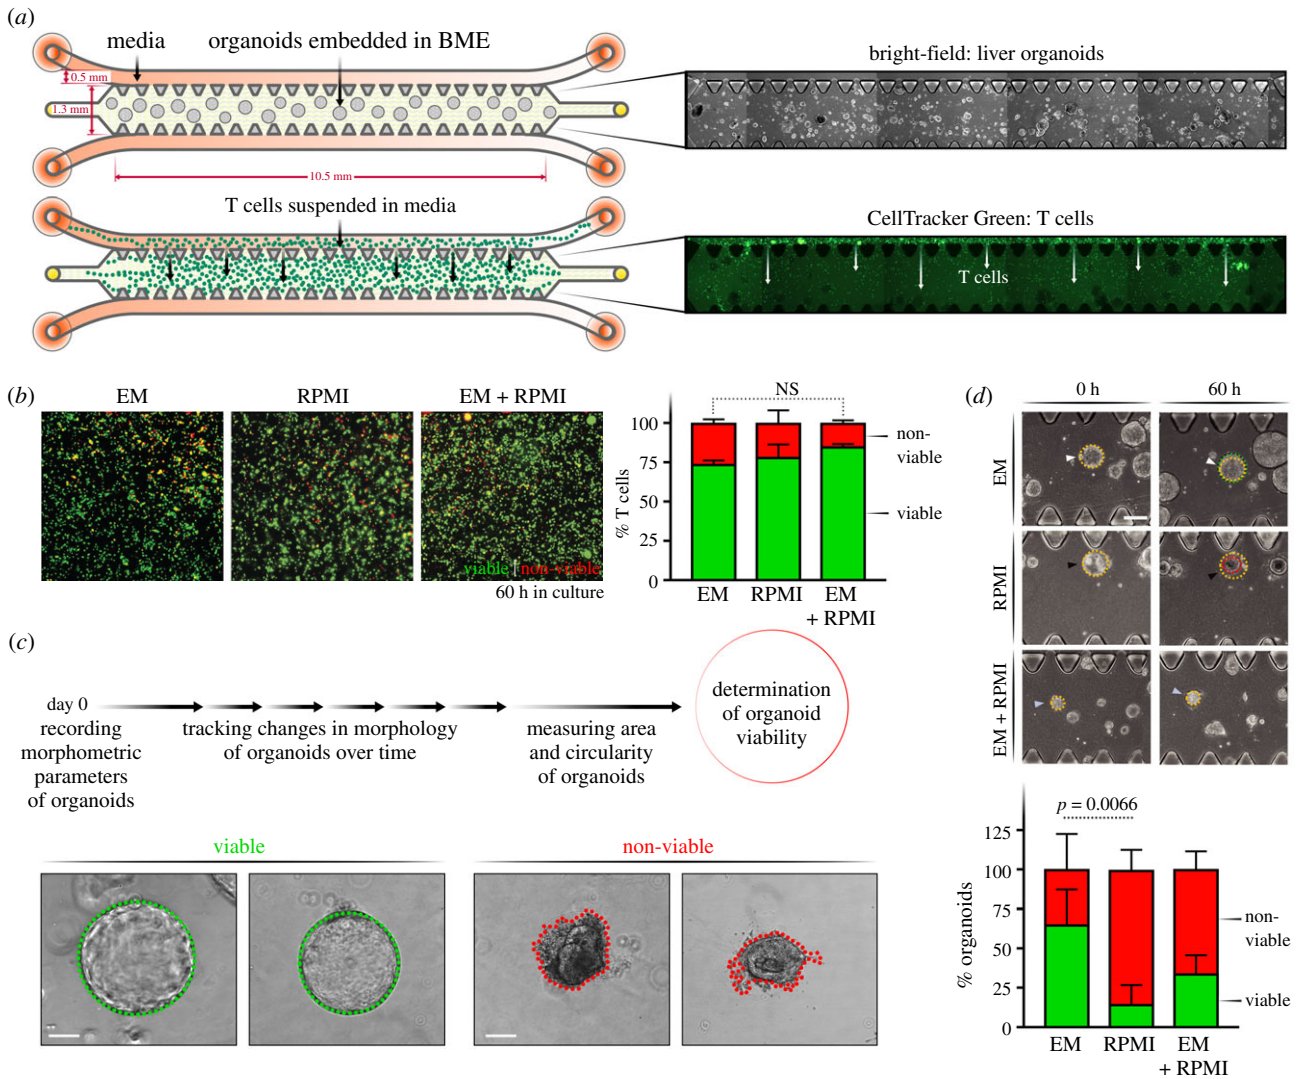 (a)
media
organoids embedded in BME
0.5 mm
1.3 mm
10.5 mm
bright-field: liver organoids
T cells suspended in media
CellTracker Green: T cells
T cells
(b)
EM
RPMI
EM + RPMI
viable | non-viable
60 h in culture
NS
100
75
50
25
0
% T cells
non-
viable
viable
EM
RPMI
EM
+ RPMI
(c)
day 0
recording
morphometric
parameters
of organoids
tracking changes in morphology
of organoids over time
measuring area
and circularity
of organoids
determination
of organoid
viability
viable
non-viable
(d)
0 h
60 h
EM
RPMI
EM + RPMI
p = 0.0066
125
100
75
50
25
0
% organoids
non-
viable
viable
EM
RPMI
EM
+ RPMI